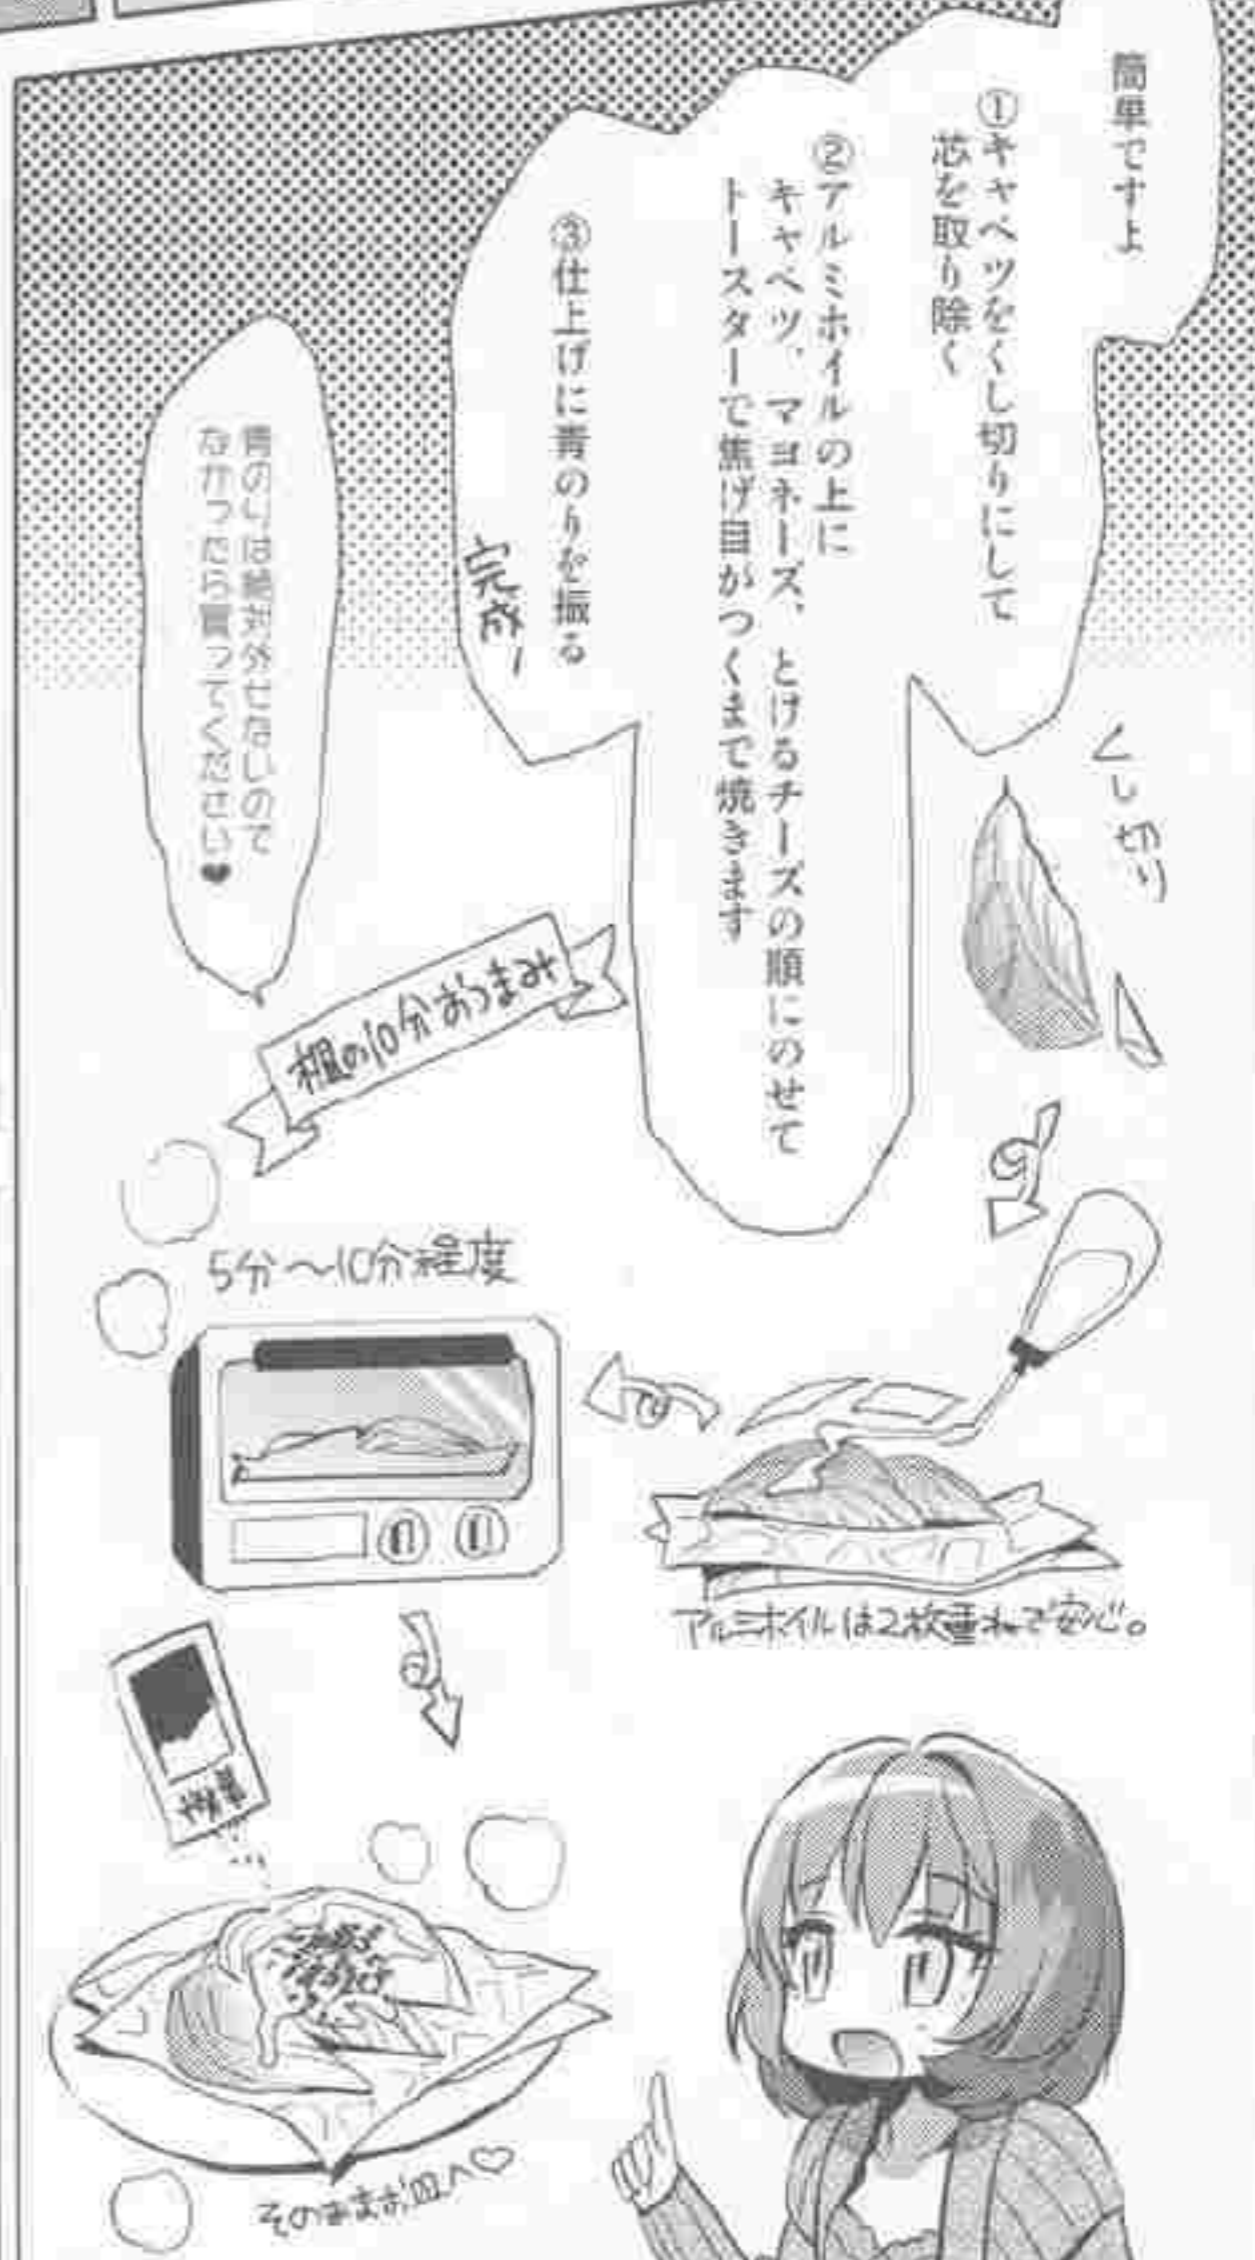 簡単ですよ
①キャベツをくし切りにして
芯を取り除く
②アルミホイルの上に
キャベツ、マヨネーズ、とけるチーズの順にのせて
トースターで焦げ目がつくまで焼きます
③仕上げに青のりを振る
完成ー
青のりは絶対外せないので
なかったら買ってください♥
くし切り
楓の10分おつまみ
アルミホイルは2枚重ねで安心。
5分〜10分程度
そのままお皿へ♡